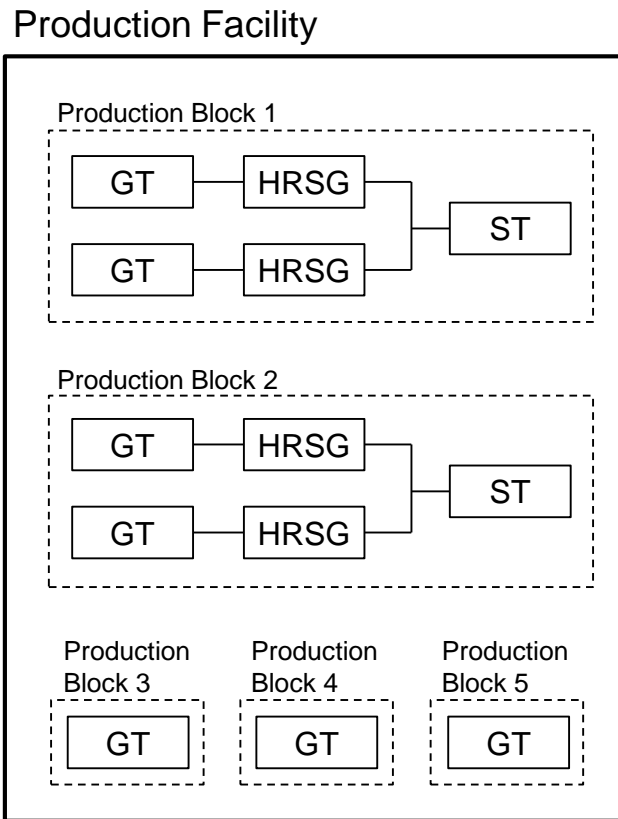 Production Facility
Production Block 1
GT
HRSG
ST
GT
HRSG
Production Block 2
GT
HRSG
ST
GT
HRSG
Production
Block 3
GT
Production
Block 4
GT
Production
Block 5
GT